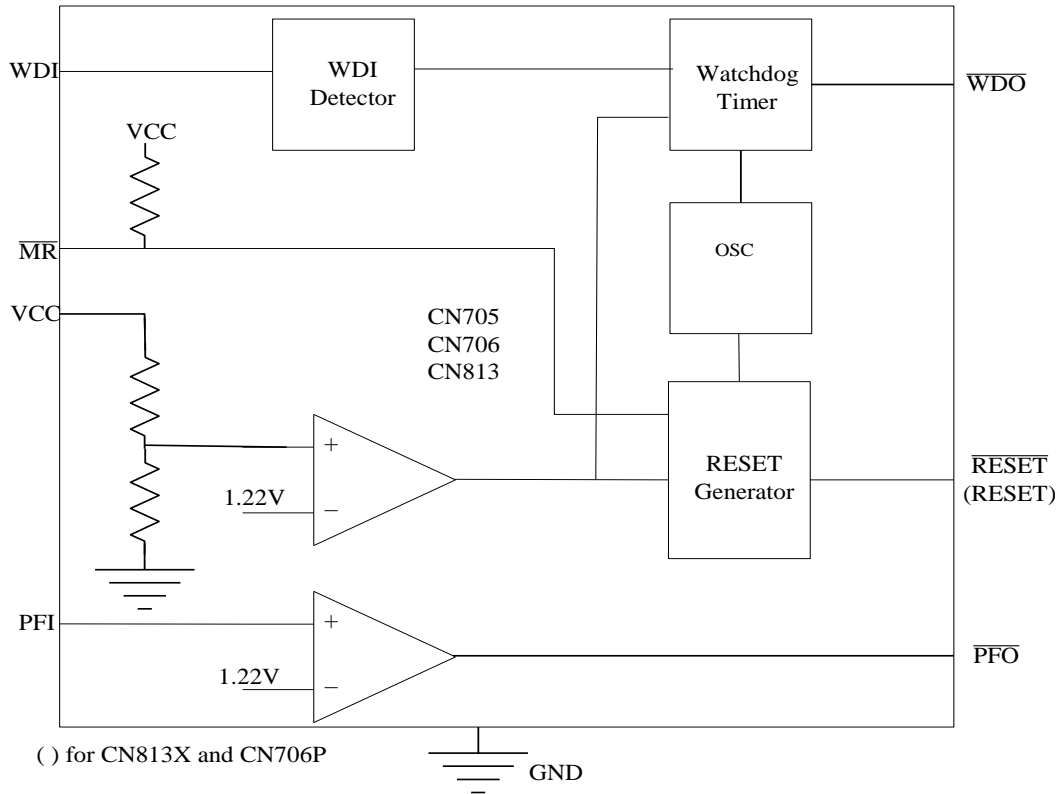 WDI
WDI
Detector
Watchdog
Timer
WDO
VCC
MR
OSC
VCC
CN705
CN706
CN813
+
1.22V
−
RESET
Generator
RESET
(RESET)
PFI
+
1.22V
−
PFO
( ) for CN813X and CN706P
GND